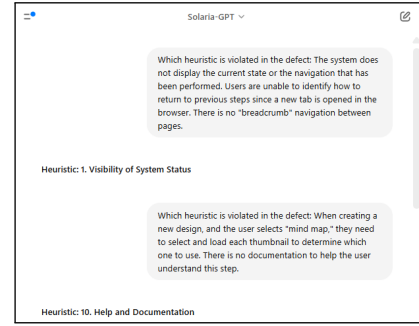 Solaria-GPT
Which heuristic is violated in the defect: The system does
not display the current state or the navigation that has
been performed. Users are unable to identify how to
return to previous steps since a new tab is opened in the
browser. There is no "breadcrumb" navigation between
pages.
Heuristic: 1. Visibility of System Status
Which heuristic is violated in the defect: When creating a
new design, and the user selects "mind map," they need
to select and load each thumbnail to determine which
one to use. There is no documentation to help the user
understand this step.
Heuristic: 10. Help and Documentation